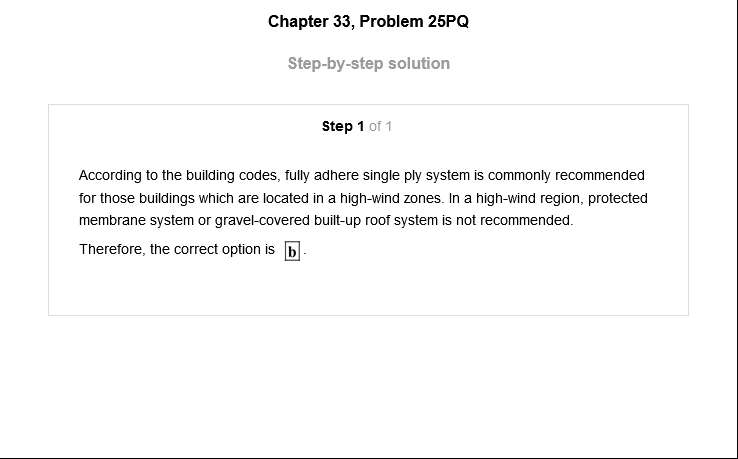 Chapter 33, Problem 25PQ
Step-by-step solution
Step 1 of 1
According to the building codes, fully adhere single ply system is commonly recommended
for those buildings which are located in a high-wind zones. In a high-wind region, protected
membrane system or gravel-covered built-up roof system is not recommended.
Therefore, the correct option is b.